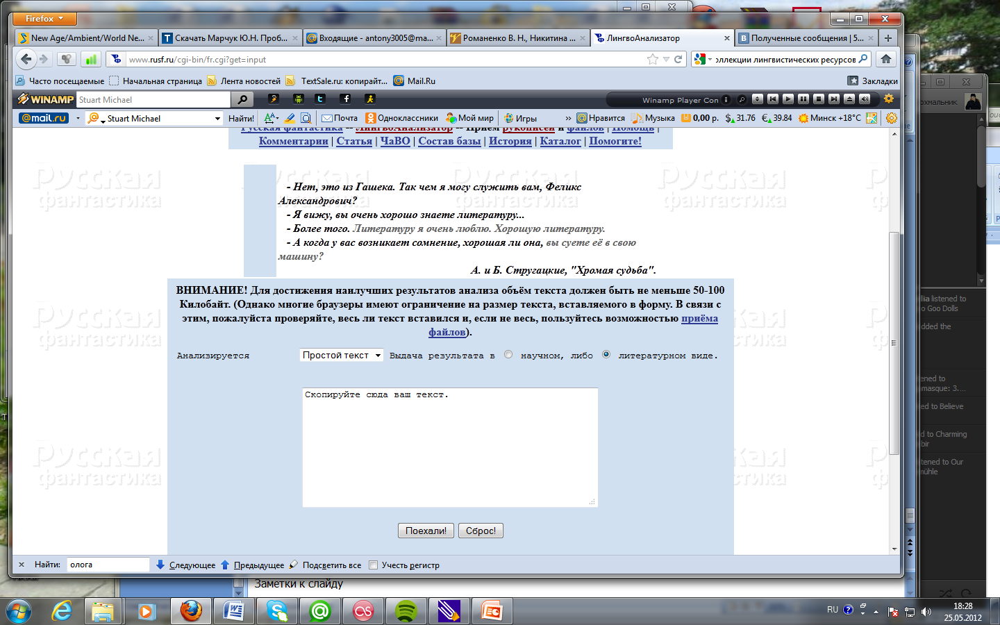 Firefox
New Age/Ambient/World Ne...
Скачать Марчук Ю.Н. Проб...
Входящие - antony3005@ma...
Романенко В. Н., Никитина ...
ЛингвоАнализатор
Полученные сообщения | 5...
www.rusf.ru/cgi-bin/fr.cgi?get=input
оллекции лингвистических ресурсов
Часто посещаемые
Начальная страница
Лента новостей
TextSale.ru: копирайт...
Mail.Ru
Закладки
WINAMP
Stuart Michael
Winamp Player Con
@mail.ru
Stuart Michael
Найти!
Почта
Одноклассники
Мой мир
Игры
»
Нравится
Музыка
0,00 р.
$ 31.76
€ 39.84
Минск +18°C
Русская фантастика -- ЛингвоАнализатор -- Прием рукописей и файлов | Помощь |
Комментарии | Статья | ЧаВО | Состав базы | История | Каталог | Помогите!
Русская фантастика
- Нет, это из Гашека. Так чем я могу служить вам, Феликс
Александрович?
- Я вижу, вы очень хорошо знаете литературу...
- Более того. Литературу я очень люблю. Хорошую литературу.
- А когда у вас возникает сомнение, хорошая ли она, вы суете её в свою
машину?
А. и Б. Стругацкие, "Хромая судьба".
ВНИМАНИЕ! Для достижения наилучших результатов анализа объём текста должен быть не меньше 50-100
Килобайт. (Однако многие браузеры имеют ограничение на размер текста, вставляемого в форму. В связи с
этим, пожалуйста проверяйте, весь ли текст вставился и, если не весь, пользуйтесь возможностью приёма
файлов).
Анализируется
Простой текст
Выдача результата в научном, либо литературном виде.
Скопируйте сюда ваш текст.
Поехали!
Сброс!
Найти:
олога
Следующее
Предыдущее
Подсветить все
Учесть регистр
Заметки к слайду
охмальник
llia listened to
o Goo Dolls
dded the
ened to
masque: 3....
ed to Believe
d to Charming
bir
tened to Our
mühle
RU
18:28
25.05.2012